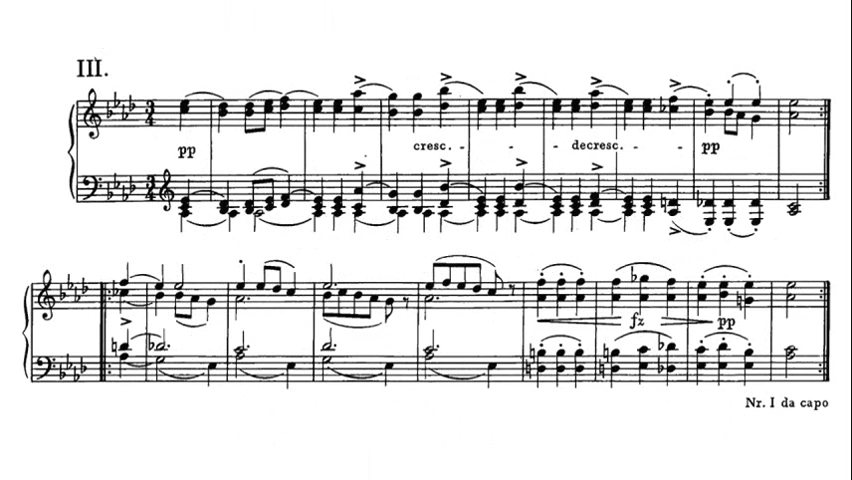 III.
pp cresc. - - - decresc. - - - pp
fz pp
Nr. I da capo